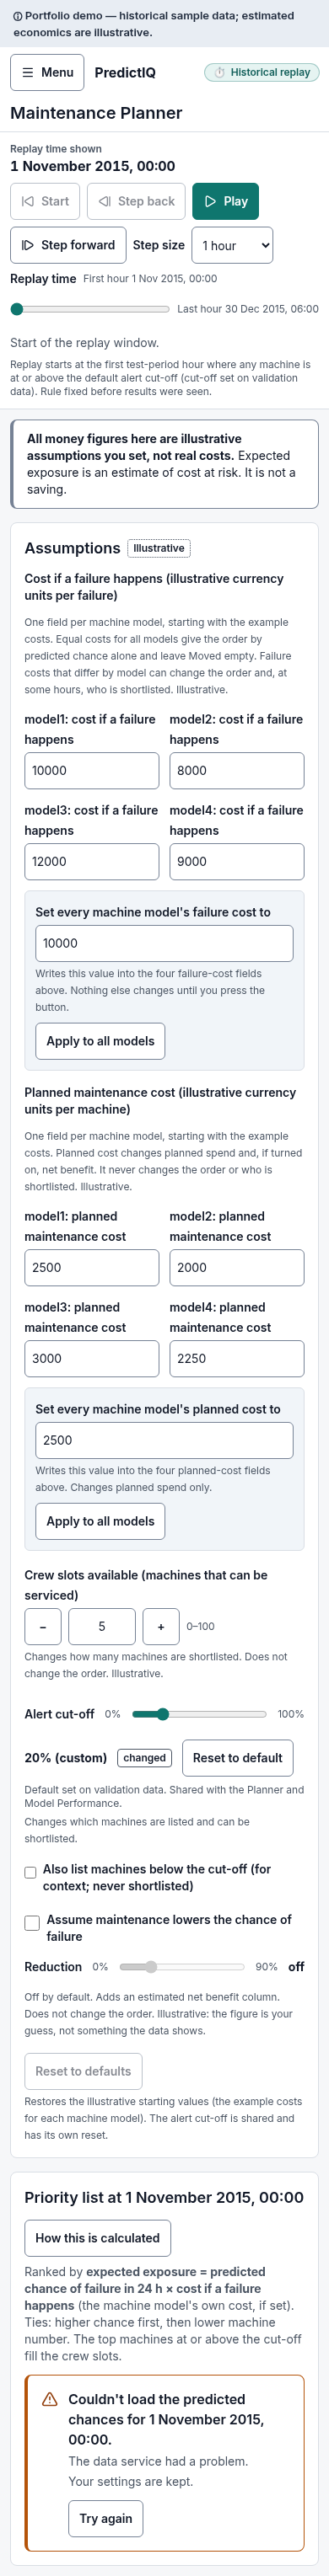 ⓘ Portfolio demo — historical sample data; estimated
economics are illustrative.
☰ Menu PredictIQ ⏱ Historical replay
Maintenance Planner
Replay time shown
1 November 2015, 00:00
Start Step back Play
Step forward Step size 1 hour
Replay time First hour 1 Nov 2015, 00:00
Last hour 30 Dec 2015, 06:00
Start of the replay window.
Replay starts at the first test-period hour where any machine is
at or above the default alert cut-off (cut-off set on validation
data). Rule fixed before results were seen.
All money figures here are illustrative
assumptions you set, not real costs. Expected
exposure is an estimate of cost at risk. It is not a
saving.
Assumptions Illustrative
Cost if a failure happens (illustrative currency
units per failure)
One field per machine model, starting with the example
costs. Equal costs for all models give the order by
predicted chance alone and leave Moved empty. Failure
costs that differ by model can change the order and, at
some hours, who is shortlisted. Illustrative.
model1: cost if a failure happens
model2: cost if a failure happens
10000 8000
model3: cost if a failure happens
model4: cost if a failure happens
12000 9000
Set every machine model's failure cost to
10000
Writes this value into the four failure-cost fields
above. Nothing else changes until you press the
button.
Apply to all models
Planned maintenance cost (illustrative currency
units per machine)
One field per machine model, starting with the example
costs. Planned cost changes planned spend and, if turned
on, net benefit. It never changes the order or who is
shortlisted. Illustrative.
model1: planned maintenance cost
model2: planned maintenance cost
2500 2000
model3: planned maintenance cost
model4: planned maintenance cost
3000 2250
Set every machine model's planned cost to
2500
Writes this value into the four planned-cost fields
above. Changes planned spend only.
Apply to all models
Crew slots available (machines that can be
serviced)
− 5 + 0–100
Changes how many machines are shortlisted. Does not
change the order. Illustrative.
Alert cut-off 0% 100%
20% (custom) changed Reset to default
Default set on validation data. Shared with the Planner and
Model Performance.
Changes which machines are listed and can be
shortlisted.
Also list machines below the cut-off (for
context; never shortlisted)
Assume maintenance lowers the chance of
failure
Reduction 0% 90% off
Off by default. Adds an estimated net benefit column.
Does not change the order. Illustrative: the figure is your
guess, not something the data shows.
Reset to defaults
Restores the illustrative starting values (the example costs
for each machine model). The alert cut-off is shared and
has its own reset.
Priority list at 1 November 2015, 00:00
How this is calculated
Ranked by expected exposure = predicted
chance of failure in 24 h × cost if a failure
happens (the machine model's own cost, if set).
Ties: higher chance first, then lower machine
number. The top machines at or above the cut-off
fill the crew slots.
Couldn't load the predicted
chances for 1 November 2015,
00:00.
The data service had a problem.
Your settings are kept.
Try again